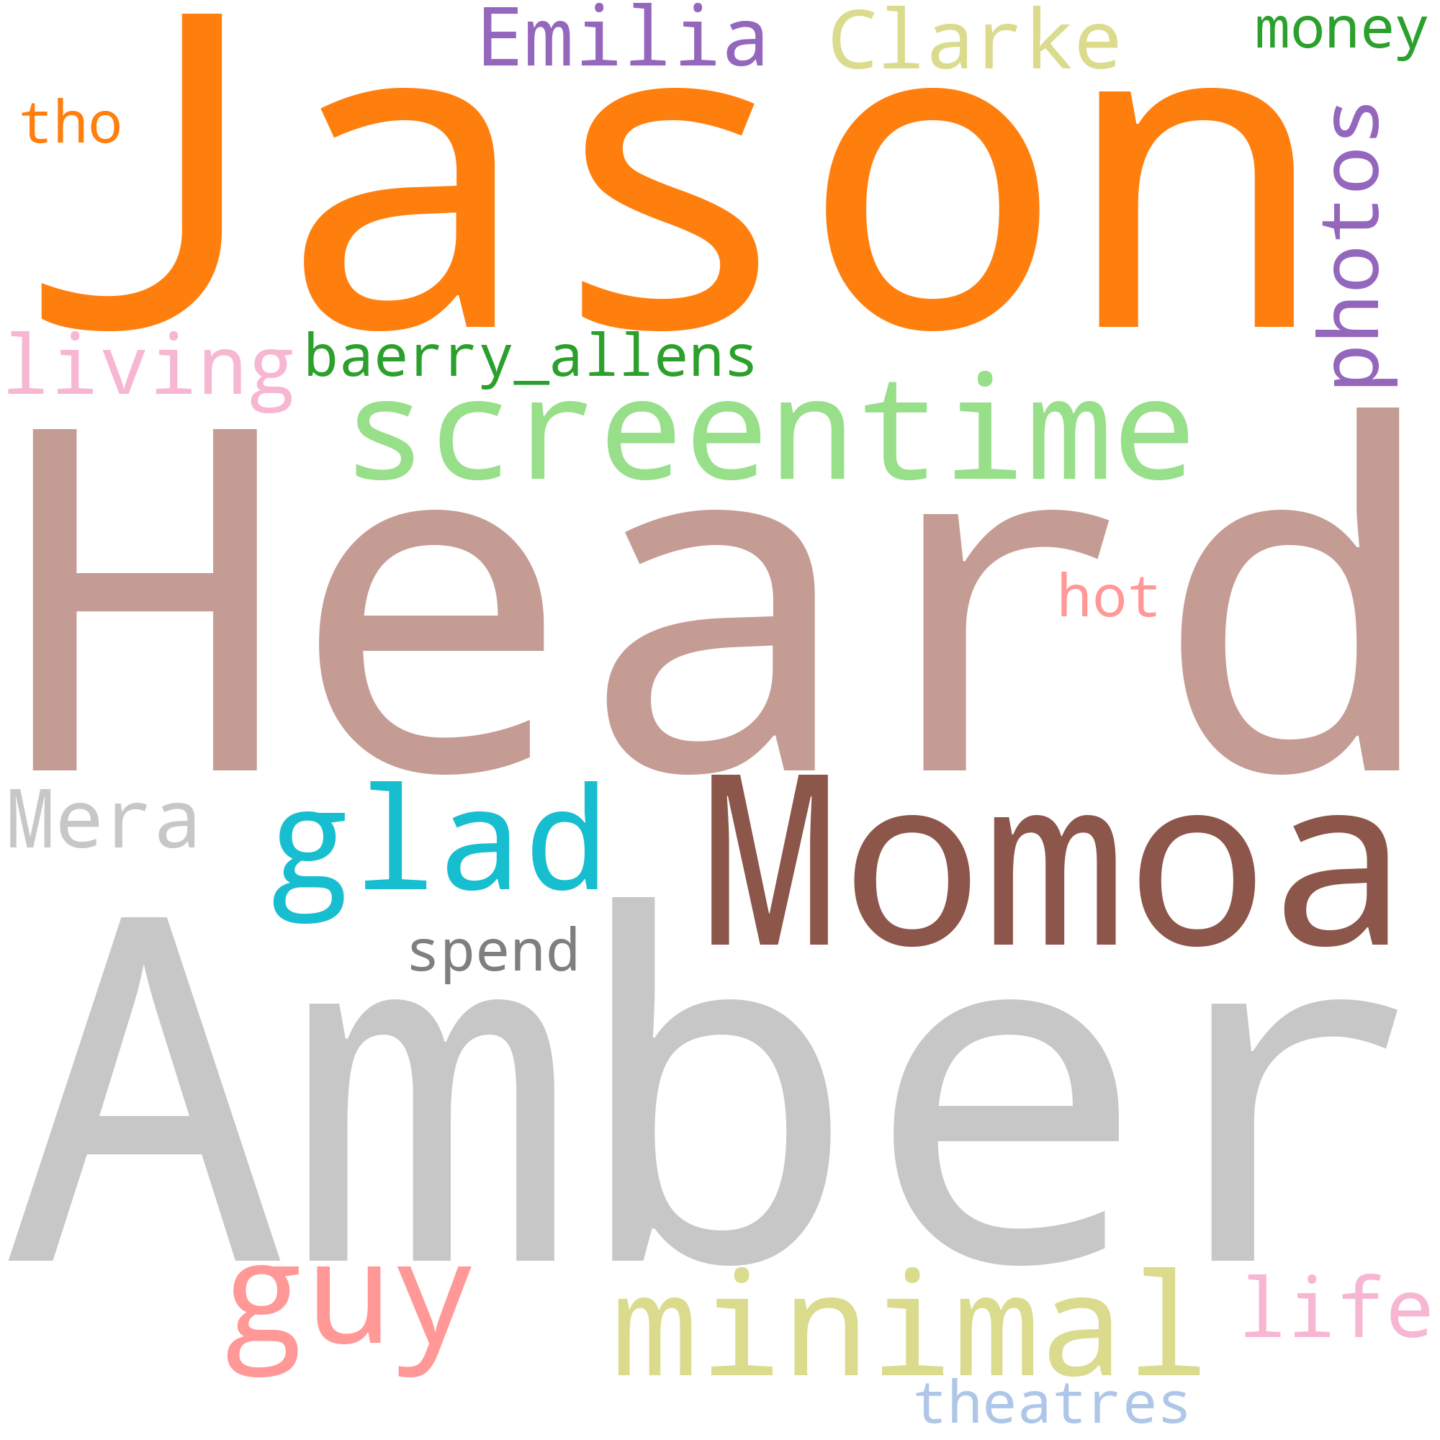 Emilia
Clarke
money
tho
Jason
photos
living
baerry_allens
screentime
Heard
hot
Mera
glad
Momoa
spend
Amber
guy
minimal
life
theatres